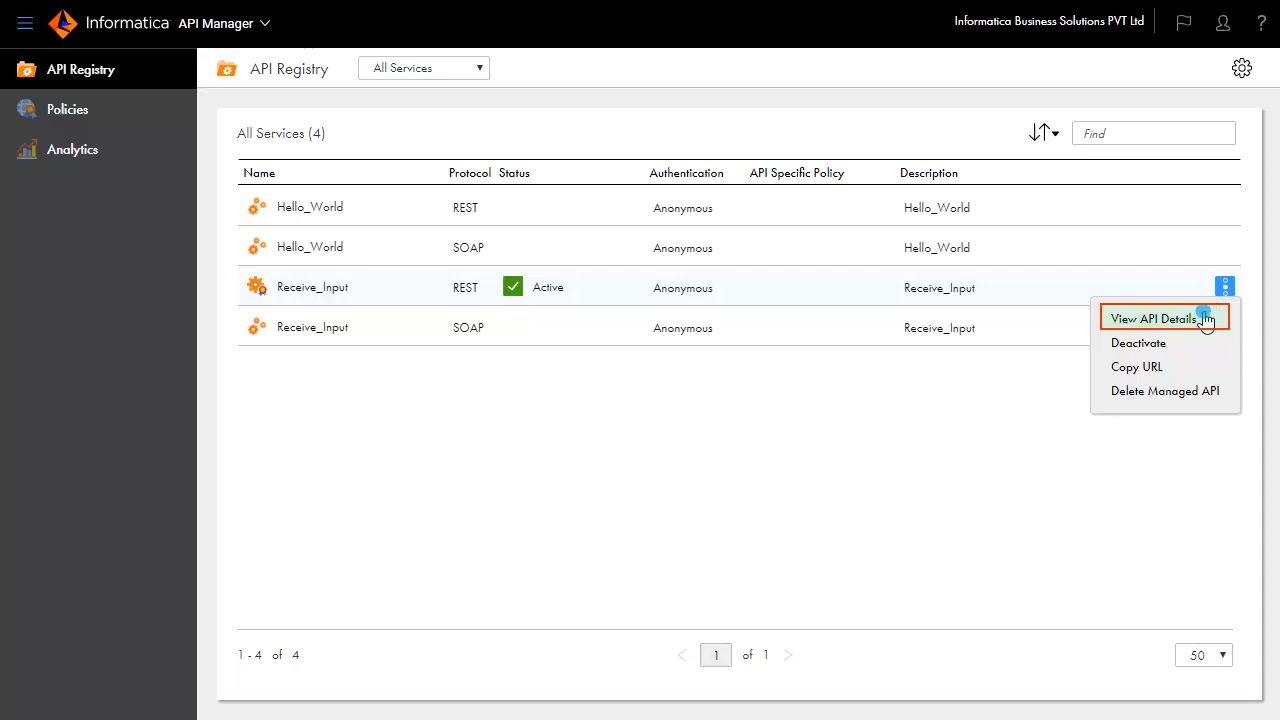 Informatica API Manager Informatica Business Solutions PVT Ltd ?
API Registry
Policies
Analytics
API Registry All Services
All Services (4) Find
Name Protocol Status Authentication API Specific Policy Description
Hello_World REST Anonymous Hello_World
Hello_World SOAP Anonymous Hello_World
Receive_Input REST Active Anonymous Receive_Input
Receive_Input SOAP Anonymous Receive_Input
View API Details
Deactivate
Copy URL
Delete Managed API
1 - 4 of 4 < 1 of 1 > 50